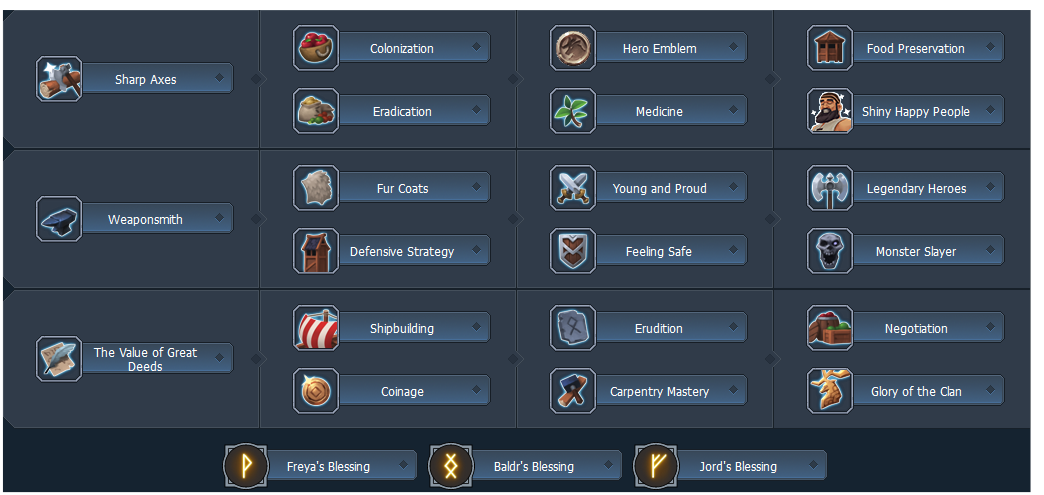 Colonization
Hero Emblem
Food Preservation
Sharp Axes
Eradication
Medicine
Shiny Happy People
Fur Coats
Young and Proud
Legendary Heroes
Weaponsmith
Defensive Strategy
Feeling Safe
Monster Slayer
Shipbuilding
Erudition
Negotiation
The Value of Great
Deeds
Coinage
Carpentry Mastery
Glory of the Clan
Freya's Blessing
Baldr's Blessing
Jord's Blessing